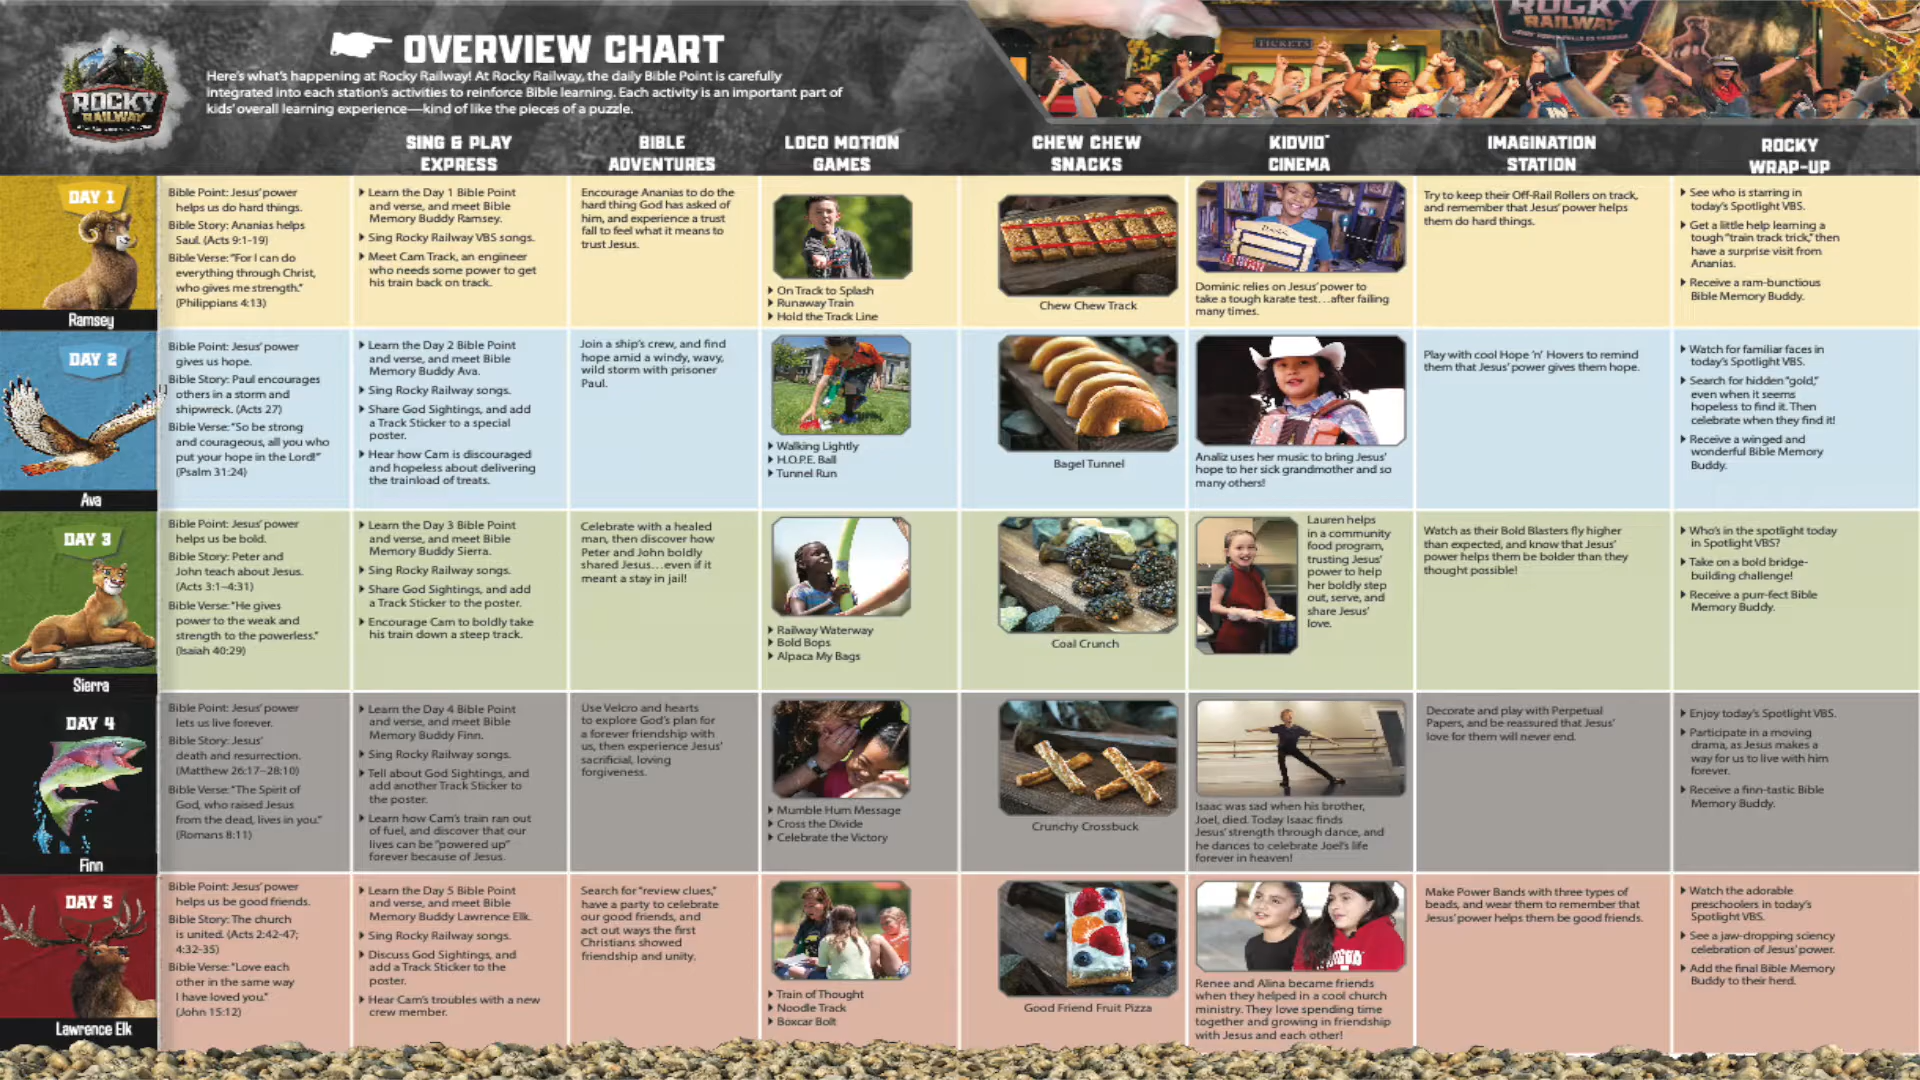 OVERVIEW CHART
Here's what's happening at Rocky Railway! At Rocky Railway, the daily Bible Point is carefully
integrated into each station's activities to reinforce Bible learning. Each activity is an important part of
kids' overall learning experience—kind of like the pieces of a puzzle.
ROCKY
RAILWAY
TICKETS
ROCKY
RAILWAY
SING & PLAY
EXPRESS
BIBLE
ADVENTURES
LOCO MOTION
GAMES
CHEW CHEW
SNACKS
KIDVID™
CINEMA
IMAGINATION
STATION
ROCKY
WRAP-UP
DAY 1
Ramsey
Bible Point: Jesus' power
helps us do hard things.
Bible Story: Ananias helps
Saul. (Acts 9:1-19)
Bible Verse: "For I can do
everything through Christ,
who gives me strength."
(Philippians 4:13)
Learn the Day 1 Bible Point
and verse, and meet Bible
Memory Buddy Ramsey.
Sing Rocky Railway VBS songs.
Meet Cam Track, an engineer
who needs some power to get
his train back on track.
Encourage Ananias to do the
hard thing God has asked of
him, and experience a trust
fall to feel what it means to
trust Jesus.
On Track to Splash
Runaway Train
Hold the Track Line
Chew Chew Track
Dominic relies on Jesus' power to
take a tough karate test…after failing
many times.
Try to keep their Off-Rail Rollers on track,
and remember that Jesus' power helps
them do hard things.
See who is starring in
today's Spotlight VBS.
Get a little help learning a
tough "train track trick," then
have a surprise visit from
Ananias.
Receive a ram-bunctious
Bible Memory Buddy.
DAY 2
Ava
Bible Point: Jesus' power
gives us hope.
Bible Story: Paul encourages
others in a storm and
shipwreck. (Acts 27)
Bible Verse: "So be strong
and courageous, all you who
put your hope in the Lord!"
(Psalm 31:24)
Learn the Day 2 Bible Point
and verse, and meet Bible
Memory Buddy Ava.
Sing Rocky Railway songs.
Share God Sightings, and add
a Track Sticker to a special
poster.
Hear how Cam is discouraged
and hopeless about delivering
the trainload of treats.
Join a ship's crew, and find
hope amid a windy, wavy,
wild storm with prisoner
Paul.
Walking Lightly
H.O.P.E. Ball
Tunnel Run
Bagel Tunnel
Analiz uses her music to bring Jesus'
hope to her sick grandmother and so
many others!
Play with cool Hope 'n' Hovers to remind
them that Jesus' power gives them hope.
Watch for familiar faces in
today's Spotlight VBS.
Search for hidden "gold,"
even when it seems
hopeless to find it. Then
celebrate when they find it!
Receive a winged and
wonderful Bible Memory
Buddy.
DAY 3
Sierra
Bible Point: Jesus' power
helps us be bold.
Bible Story: Peter and
John teach about Jesus.
(Acts 3:1–4:31)
Bible Verse: "He gives
power to the weak and
strength to the powerless."
(Isaiah 40:29)
Learn the Day 3 Bible Point
and verse, and meet Bible
Memory Buddy Sierra.
Sing Rocky Railway songs.
Share God Sightings, and add
a Track Sticker to the poster.
Encourage Cam to boldly take
his train down a steep track.
Celebrate with a healed
man, then discover how
Peter and John boldly
shared Jesus…even if it
meant a stay in jail!
Railway Waterway
Bold Bops
Alpaca My Bags
Coal Crunch
Lauren helps
in a community
food program,
trusting Jesus'
power to help
her boldly step
out, serve, and
share Jesus'
love.
Watch as their Bold Blasters fly higher
than expected, and know that Jesus'
power helps them be bolder than they
thought possible!
Who's in the spotlight today
in Spotlight VBS?
Take on a bold bridge-
building challenge!
Receive a purr-fect Bible
Memory Buddy.
DAY 4
Finn
Bible Point: Jesus' power
lets us live forever.
Bible Story: Jesus'
death and resurrection.
(Matthew 26:17–28:10)
Bible Verse: "The Spirit of
God, who raised Jesus
from the dead, lives in you."
(Romans 8:11)
Learn the Day 4 Bible Point
and verse, and meet Bible
Memory Buddy Finn.
Sing Rocky Railway songs.
Tell about God Sightings, and
add another Track Sticker to
the poster.
Learn how Cam's train ran out
of fuel, and discover that our
lives can be "powered up"
forever because of Jesus.
Use Velcro and hearts
to explore God's plan for
a forever friendship with
us, then experience Jesus'
sacrificial, loving
forgiveness.
Mumble Hum Message
Cross the Divide
Celebrate the Victory
Crunchy Crossbuck
Isaac was sad when his brother,
Joel, died. Today Isaac finds
Jesus' strength through dance, and
he dances to celebrate Joel's life
forever in heaven!
Decorate and play with Perpetual
Papers, and be reassured that Jesus'
love for them will never end.
Enjoy today's Spotlight VBS.
Participate in a moving
drama, as Jesus makes a
way for us to live with him
forever.
Receive a finn-tastic Bible
Memory Buddy.
DAY 5
Lawrence Elk
Bible Point: Jesus' power
helps us be good friends.
Bible Story: The church
is united. (Acts 2:42-47;
4:32-35)
Bible Verse: "Love each
other in the same way
I have loved you."
(John 15:12)
Learn the Day 5 Bible Point
and verse, and meet Bible
Memory Buddy Lawrence Elk.
Sing Rocky Railway songs.
Discuss God Sightings, and
add a Track Sticker to the
poster.
Hear Cam's troubles with a new
crew member.
Search for "review clues,"
have a party to celebrate
our good friends, and
act out ways the first
Christians showed
friendship and unity.
Train of Thought
Noodle Track
Boxcar Bolt
Good Friend Fruit Pizza
Renee and Alina became friends
when they helped in a cool church
ministry. They love spending time
together and growing in friendship
with Jesus and each other!
Make Power Bands with three types of
beads, and wear them to remember that
Jesus' power helps them be good friends.
Watch the adorable
preschoolers in today's
Spotlight VBS.
See a jaw-dropping sciency
celebration of Jesus' power.
Add the final Bible Memory
Buddy to their herd.